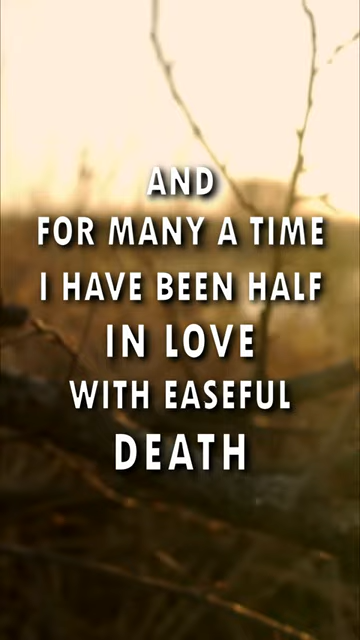 AND
FOR MANY A TIME
I HAVE BEEN HALF
IN LOVE
WITH EASEFUL
DEATH